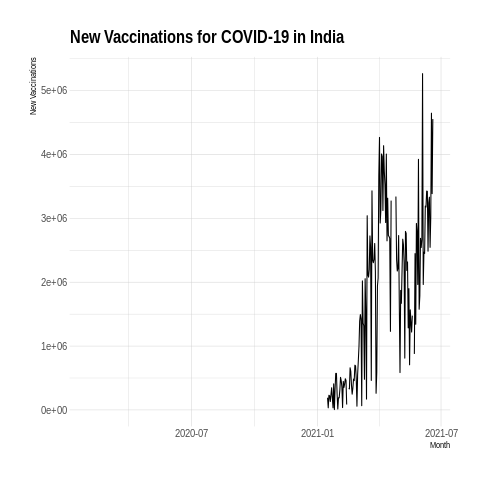 New Vaccinations for COVID-19 in India
New Vaccinations
5e+06
4e+06
3e+06
2e+06
1e+06
0e+00
2020-07
2021-01
2021-07
Month